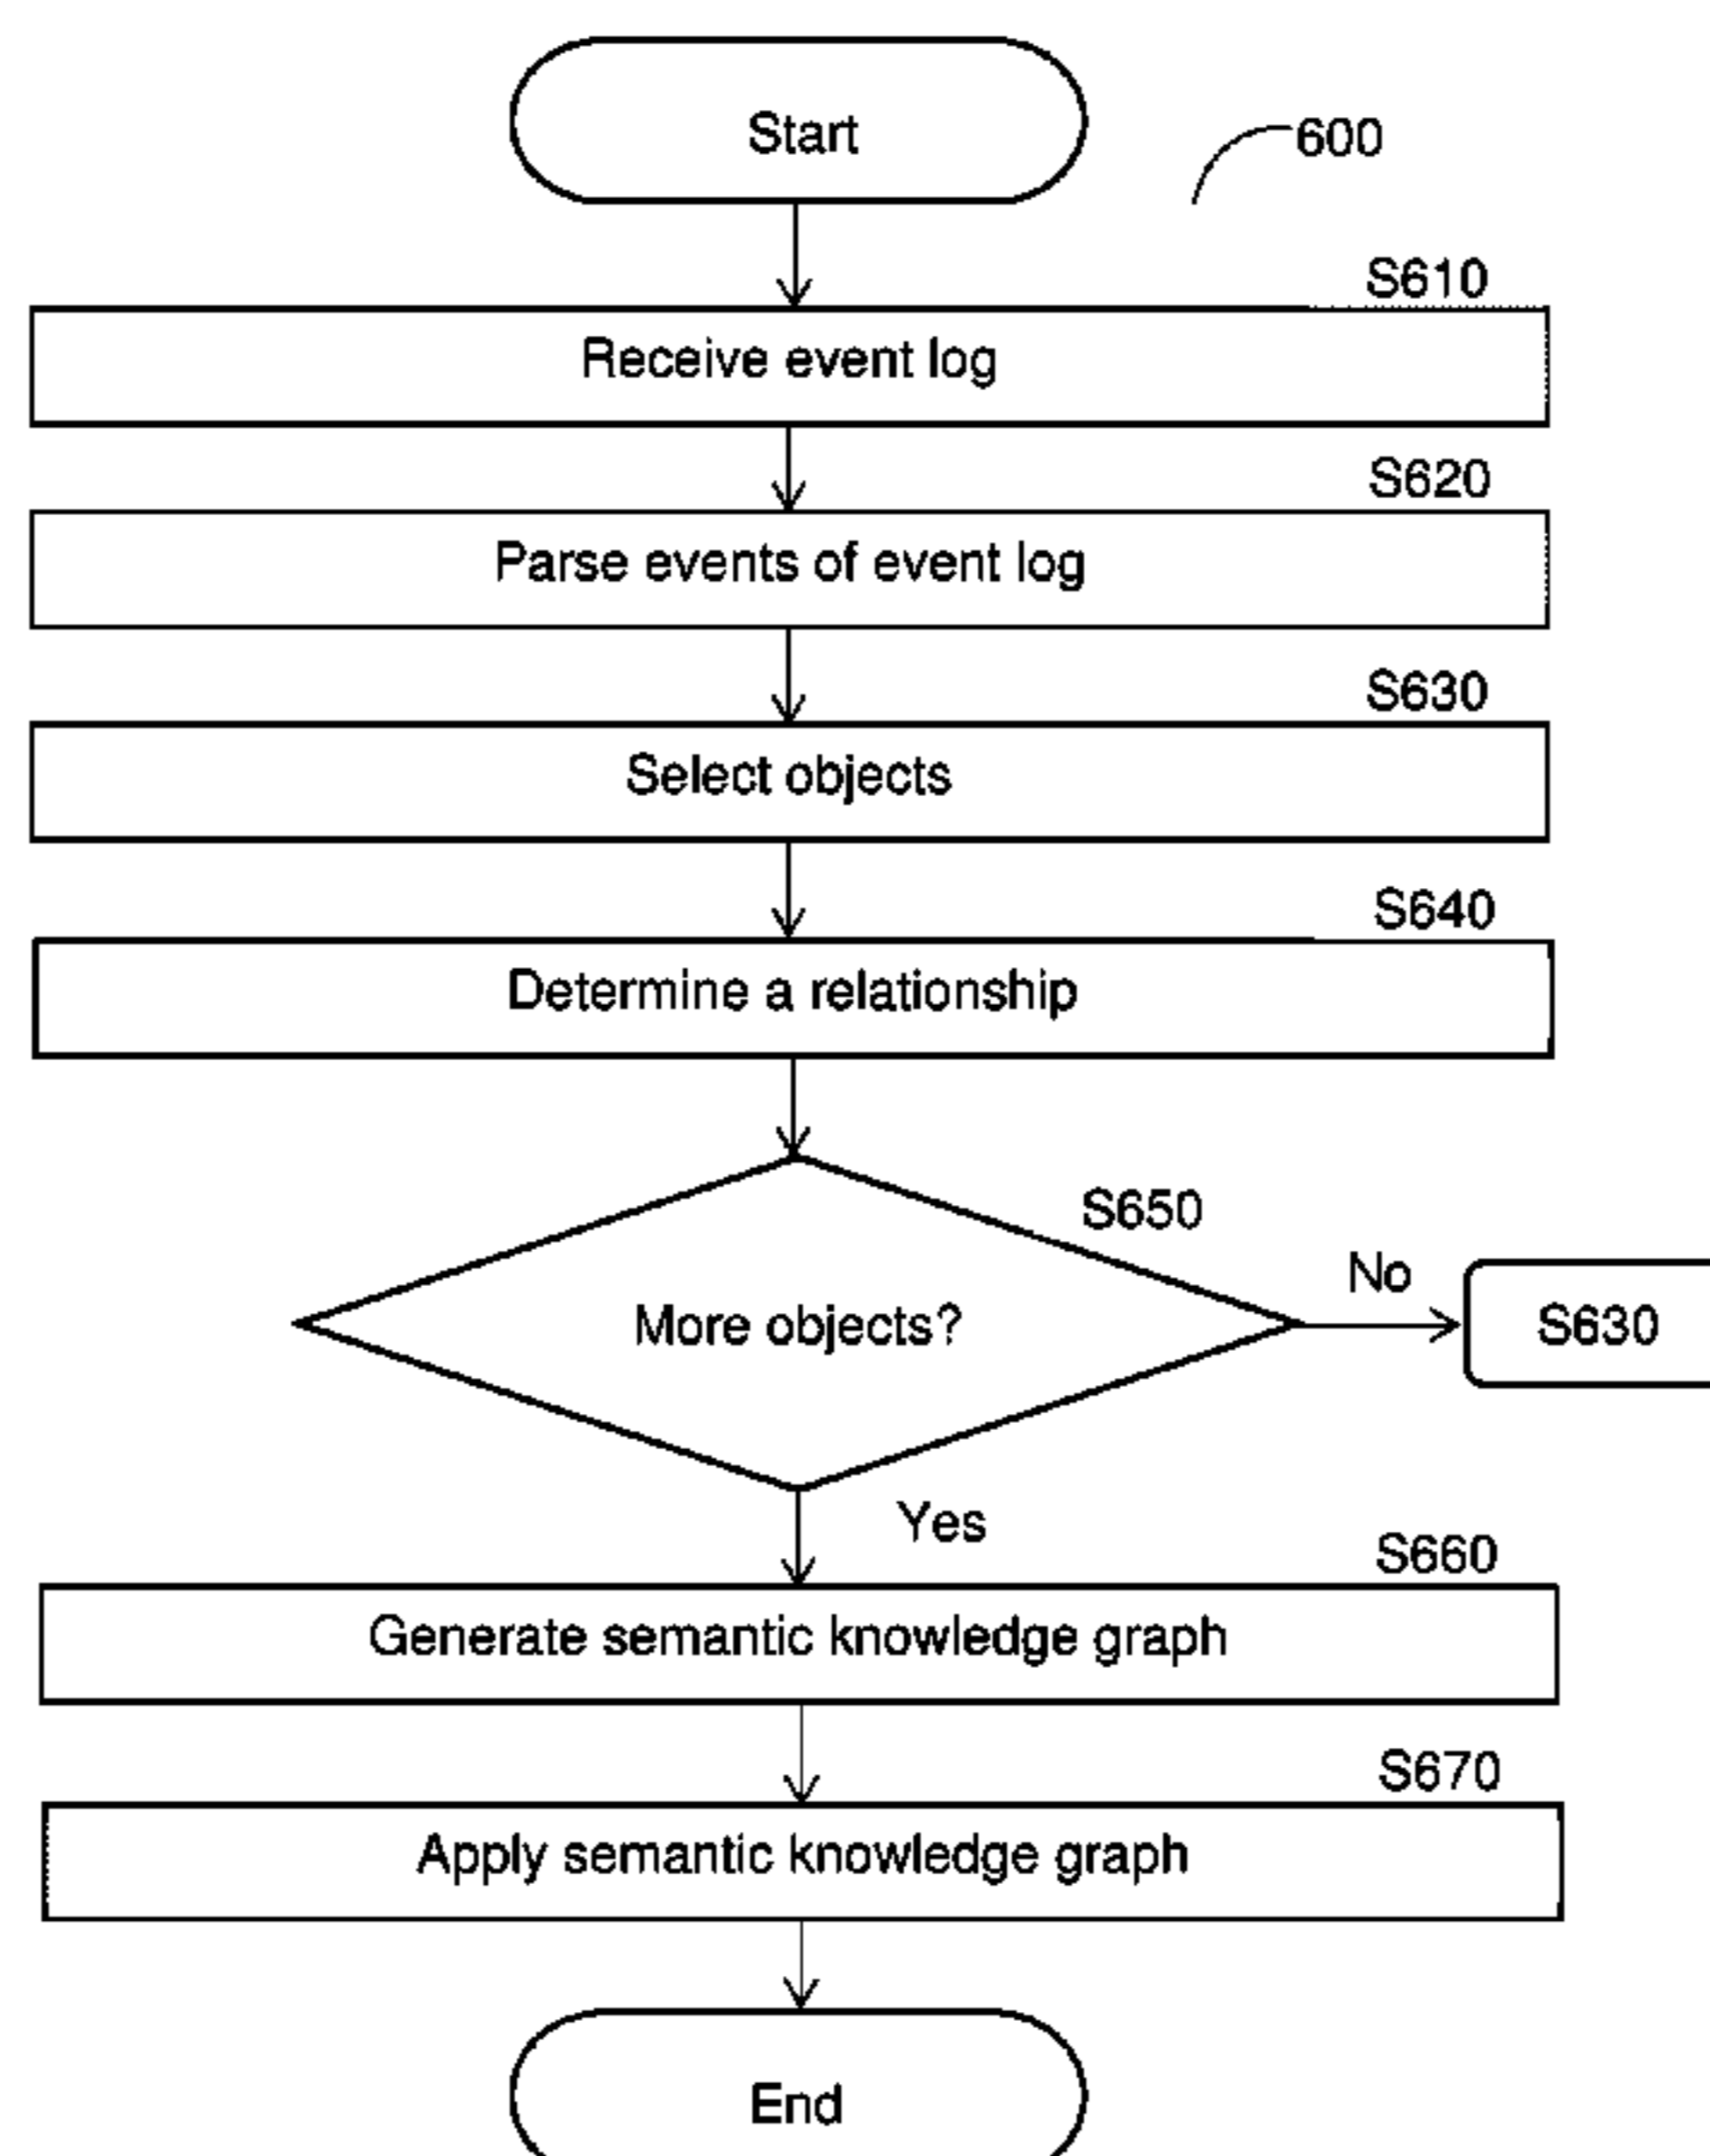 Start
600
S610
Receive event log
S620
Parse events of event log
S630
Select objects
S640
Determine a relationship
S650
More objects?
No
S630
Yes
S660
Generate semantic knowledge graph
S670
Apply semantic knowledge graph
End